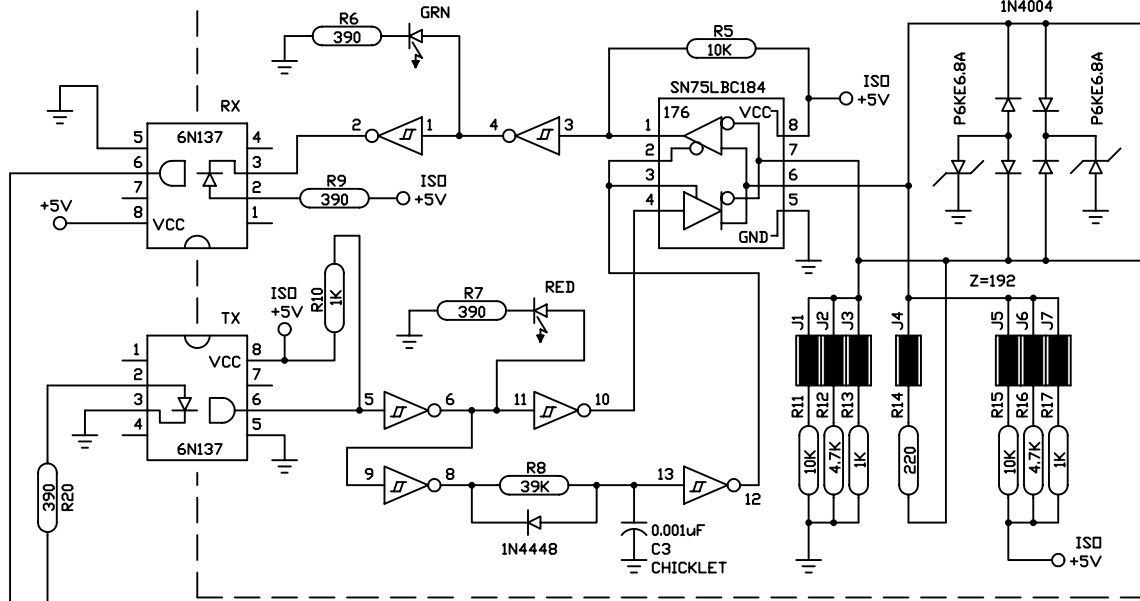 1N4004
GRN
R6
390
R5
10K
SN75LBC184
ISO
+5V
P6KE6.8A
P6KE6.8A
RX
6N137
5
6
7
8
4
3
2
1
VCC
+5V
2
1
4
3
R9
390
ISO
+5V
176
VCC
GND
1
2
3
4
8
7
6
5
Z=192
ISO
+5V
R10
1K
R7
390
RED
TX
6N137
1
2
3
4
8
7
6
5
VCC
5
6
11
10
9
8
13
12
R8
39K
1N4448
0.001uF
C3
CHICKLET
390
R20
J1
J2
J3
J4
J5
J6
J7
R11
R12
R13
R14
R15
R16
R17
10K
4.7K
1K
220
10K
4.7K
1K
ISO
+5V